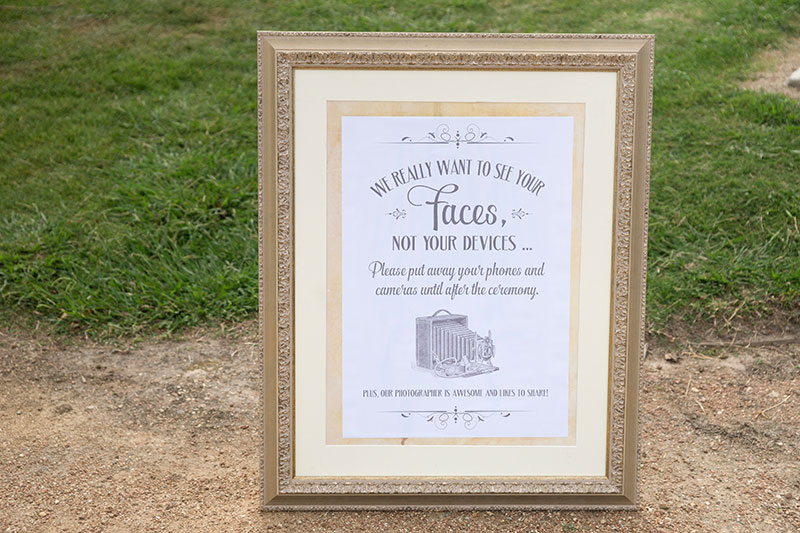 WE REALLY WANT TO SEE YOUR
Faces,
NOT YOUR DEVICES ...
Please put away your phones and
cameras until after the ceremony.
PLUS, OUR PHOTOGRAPHER IS AWESOME AND LIKES TO SHARE!